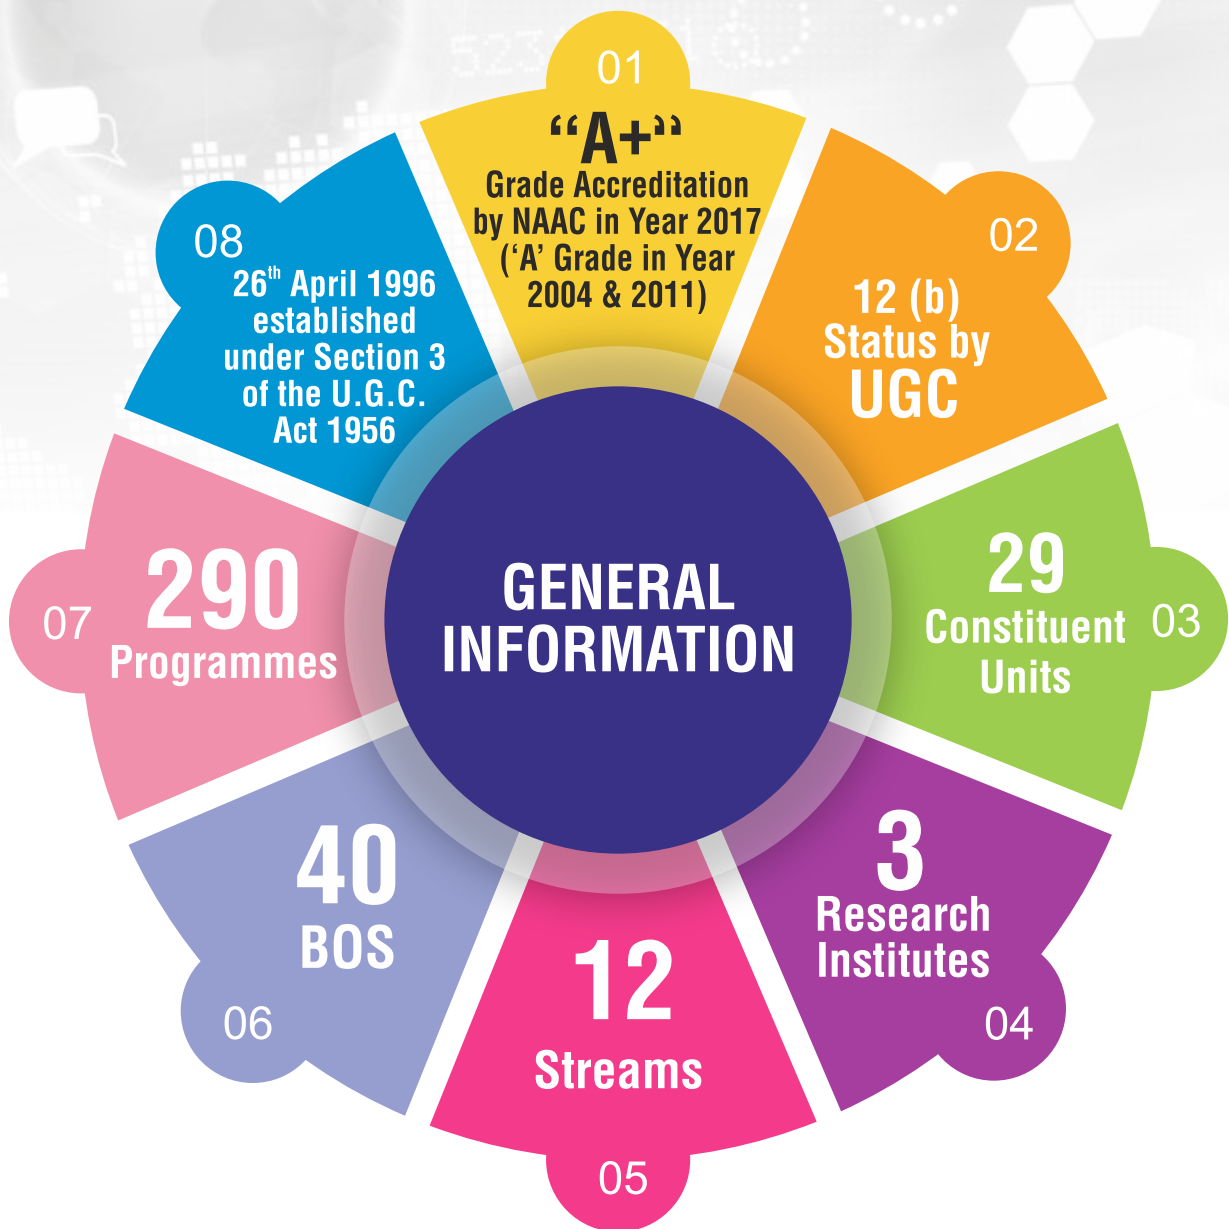 01
“A+”
Grade Accreditation
by NAAC in Year 2017
(‘A’ Grade in Year
2004 & 2011)
02
12 (b)
Status by
UGC
03
29
Constituent
Units
3
Research
Institutes
04
12
Streams
05
40
BOS
06
07
290
Programmes
08
26th April 1996
established
under Section 3
of the U.G.C.
Act 1956
GENERAL
INFORMATION